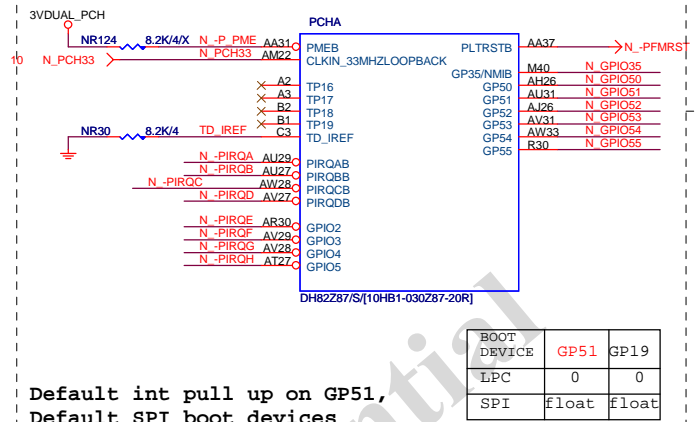 3VDUAL_PCH
PCHA
NR124 8.2K/4/X N_-P_PME AA31 PMEB PLTRSTB AA37 N_-PFMRST
10 N_PCH33 N_PCH33 AM22 CLKIN_33MHZLOOPBACK
GP35/NMIB M40 N_GPIO35
A2 TP16 GP50 AH26 N_GPIO50
A3 TP17 GP51 AU31 N_GPIO51
B2 TP18 GP52 AJ26 N_GPIO52
B1 TP19 GP53 AV31 N_GPIO53
NR30 8.2K/4 TD_IREF C3 TD_IREF GP54 AW33 N_GPIO54
GP55 R30 N_GPIO55
N_-PIRQA AU29 PIRQAB
N_-PIRQB AU27 PIRQBB
N_-PIRQC AW28 PIRQCB
N_-PIRQD AV27 PIRQDB
N_-PIRQE AR30 GPIO2
N_-PIRQF AV29 GPIO3
N_-PIRQG AV28 GPIO4
N_-PIRQH AT27 GPIO5
DH82Z87/S/[10HB1-030Z87-20R]
BOOT
DEVICE GP51 GP19
LPC 0 0
SPI float float
Default int pull up on GP51,
Default SPI boot devices
ential